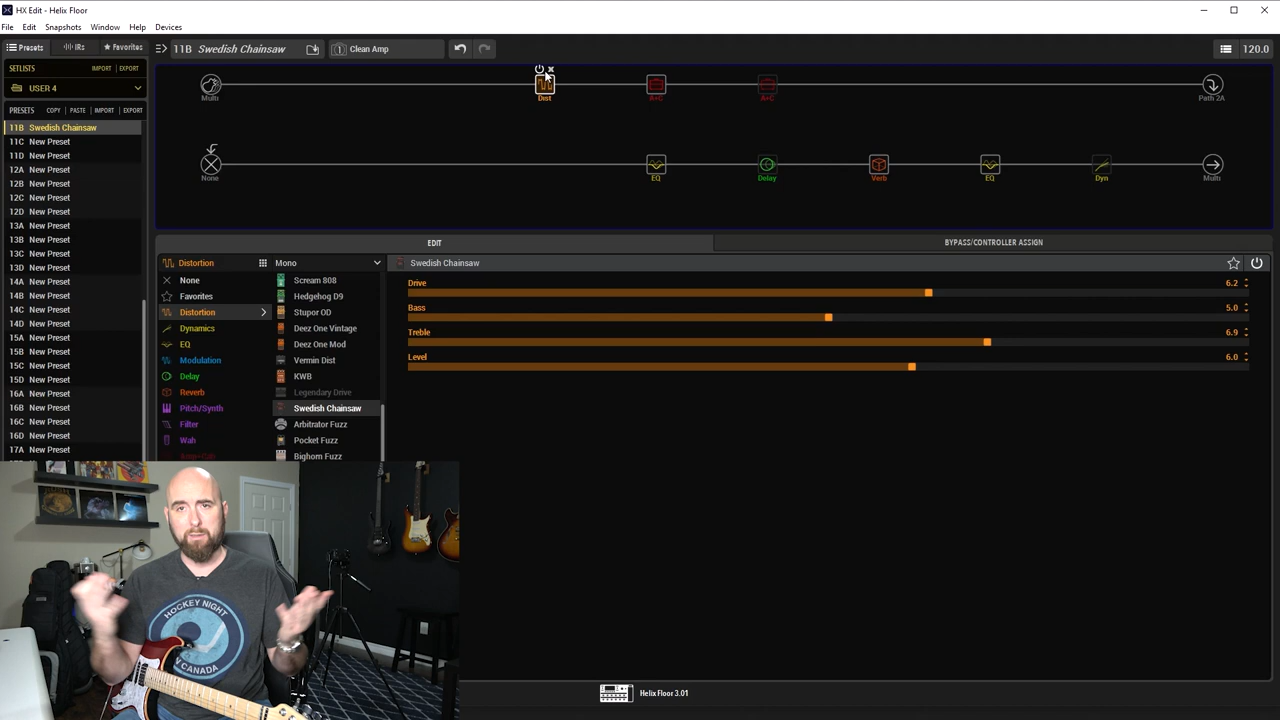 HX Edit - Helix Floor
File Edit Snapshots Window Help Devices
Presets IRs Favorites 11B Swedish Chainsaw 1 Clean Amp 120.0
SETLISTS IMPORT EXPORT
USER 4
PRESETS COPY PASTE IMPORT EXPORT
11B Swedish Chainsaw
11C New Preset
11D New Preset
12A New Preset
12B New Preset
12C New Preset
12D New Preset
13A New Preset
13B New Preset
13C New Preset
13D New Preset
14A New Preset
14B New Preset
14C New Preset
14D New Preset
15A New Preset
15B New Preset
15C New Preset
15D New Preset
16A New Preset
16B New Preset
16C New Preset
16D New Preset
17A New Preset
Multi Dist A+C A+C Path 2A
None EQ Delay Verb EQ Dyn Multi
EDIT BYPASS/CONTROLLER ASSIGN
Distortion Mono Swedish Chainsaw
None
Favorites
Distortion
Dynamics
EQ
Modulation
Delay
Reverb
Pitch/Synth
Filter
Wah
Amp+Cab
Scream 808
Hedgehog D9
Stupor OD
Deez One Vintage
Deez One Mod
Vermin Dist
KWB
Legendary Drive
Swedish Chainsaw
Arbitrator Fuzz
Pocket Fuzz
Bighorn Fuzz
Drive 6.2
Bass 5.0
Treble 6.9
Level 6.0
HOCKEY NIGHT
IN CANADA
Helix Floor 3.01